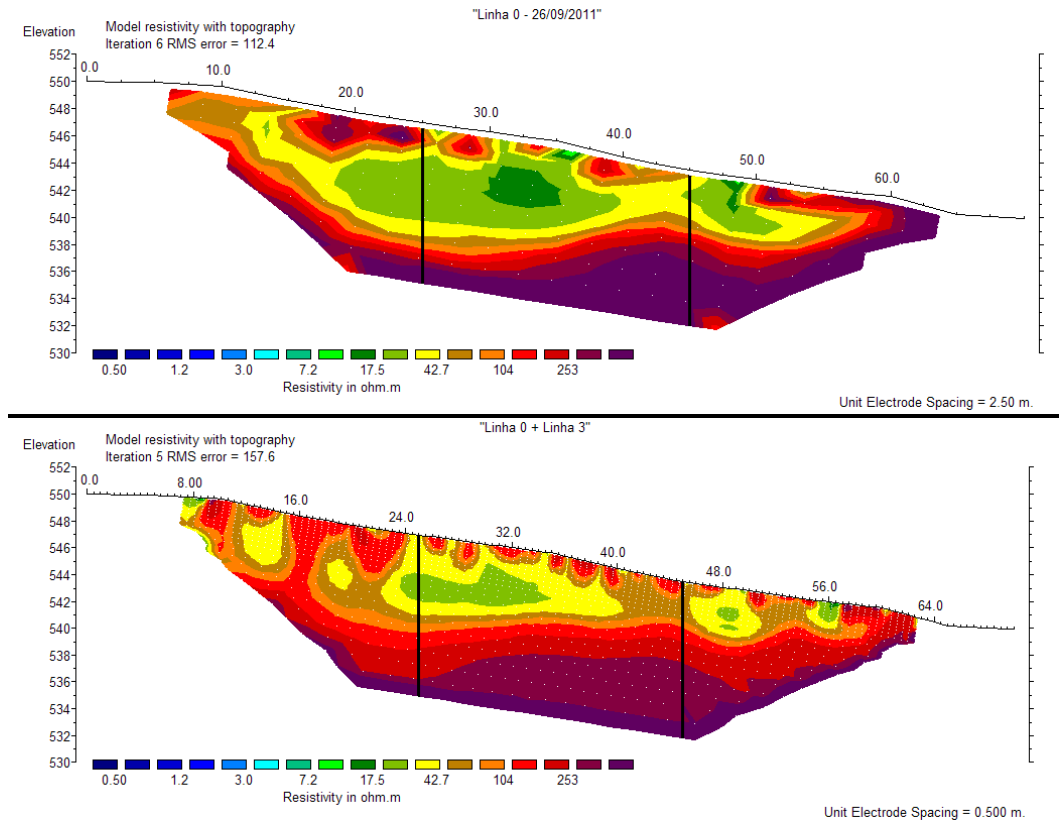 "Linha 0 - 26/09/2011"
Elevation
Model resistivity with topography
Iteration 6 RMS error = 112.4
552
550
548
546
544
542
540
538
536
534
532
530
0.0
10.0
20.0
30.0
40.0
50.0
60.0
0.50 1.2 3.0 7.2 17.5 42.7 104 253
Resistivity in ohm.m
Unit Electrode Spacing = 2.50 m.
"Linha 0 + Linha 3"
Elevation
Model resistivity with topography
Iteration 5 RMS error = 157.6
552
550
548
546
544
542
540
538
536
534
532
530
0.0
8.00
16.0
24.0
32.0
40.0
48.0
56.0
64.0
0.50 1.2 3.0 7.2 17.5 42.7 104 253
Resistivity in ohm.m
Unit Electrode Spacing = 0.500 m.